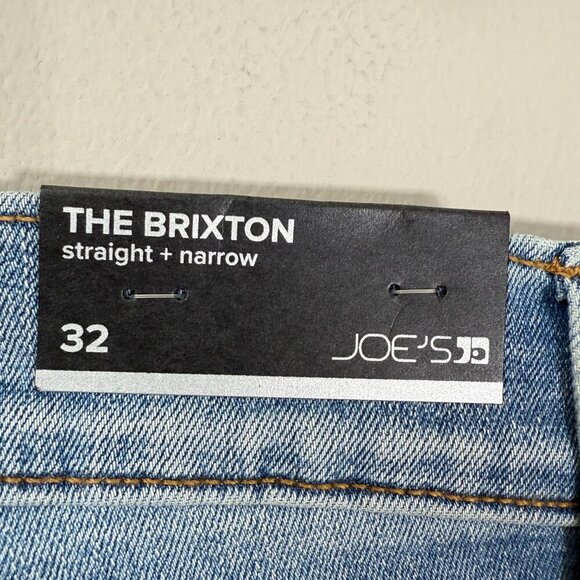 THE BRIXTON
straight + narrow
32
JOE'S